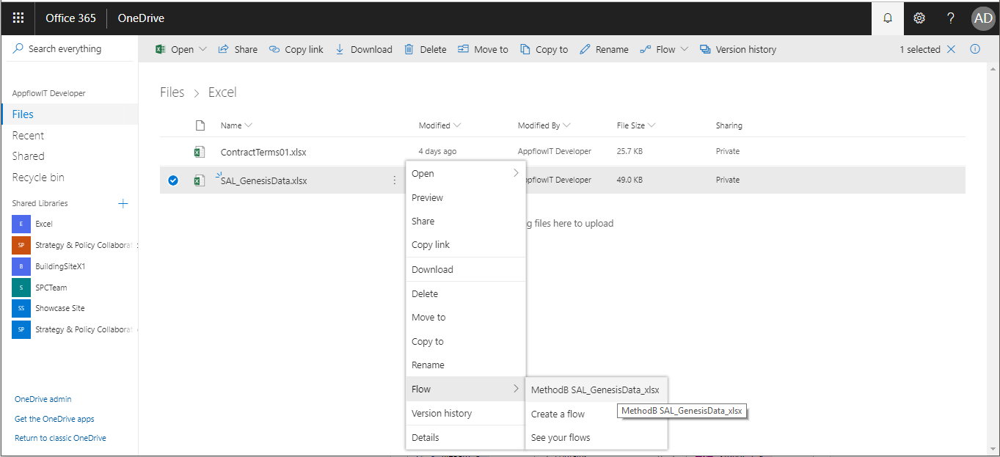 Office 365 OneDrive ? AD
Search everything Open Share Copy link Download Delete Move to Copy to Rename Flow Version history 1 selected
AppflowIT Developer
Files
Recent
Shared
Recycle bin
Shared Libraries
E Excel
SP Strategy & Policy Collaborat
B BuildingSiteX1
S SPCTeam
SS Showcase Site
SP Strategy & Policy Collaborat
OneDrive admin
Get the OneDrive apps
Return to classic OneDrive
Files > Excel
Name Modified Modified By File Size Sharing
ContractTerms01.xlsx 4 days ago AppflowIT Developer 25.7 KB Private
SAL_GenesisData.xlsx ppflowIT Developer 49.0 KB Private
g files here to upload
Open
Preview
Share
Copy link
Download
Delete
Move to
Copy to
Rename
Flow
Version history
Details
MethodB SAL_GenesisData_xlsx
Create a flow
See your flows
MethodB SAL_GenesisData_xlsx